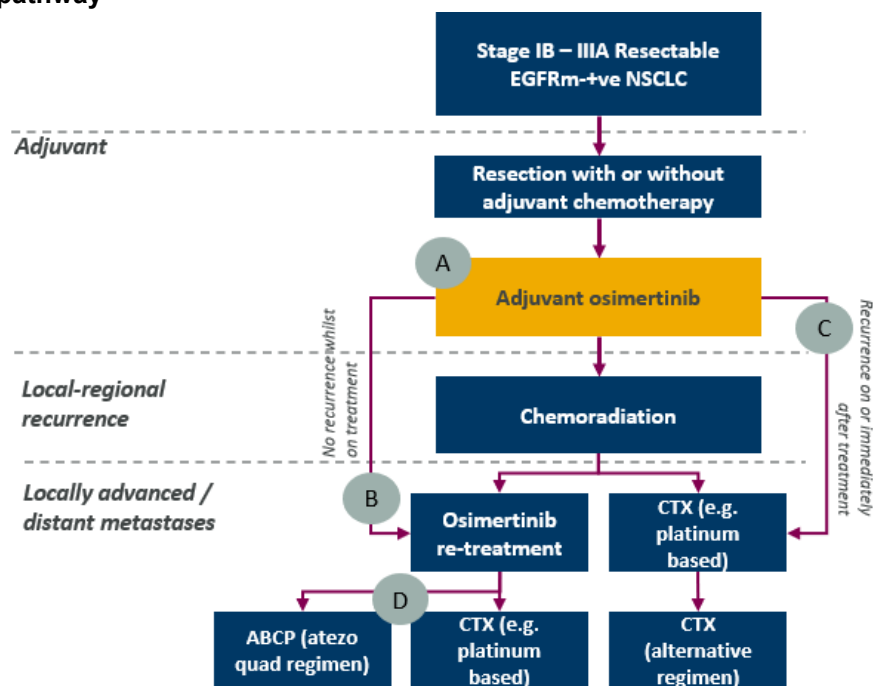 pathway
Stage IB – IIIA Resectable
EGFRm-+ve NSCLC
Adjuvant
Resection with or without
adjuvant chemotherapy
A
Adjuvant osimertinib
C
No recurrence whilst
on treatment
Recurrence on or immediately
after treatment
Local-regional
recurrence
Chemoradiation
Locally advanced /
distant metastases
B
Osimertinib
re-treatment
CTX (e.g.
platinum
based)
D
ABCP (atezo
quad regimen)
CTX (e.g.
platinum
based)
CTX
(alternative
regimen)